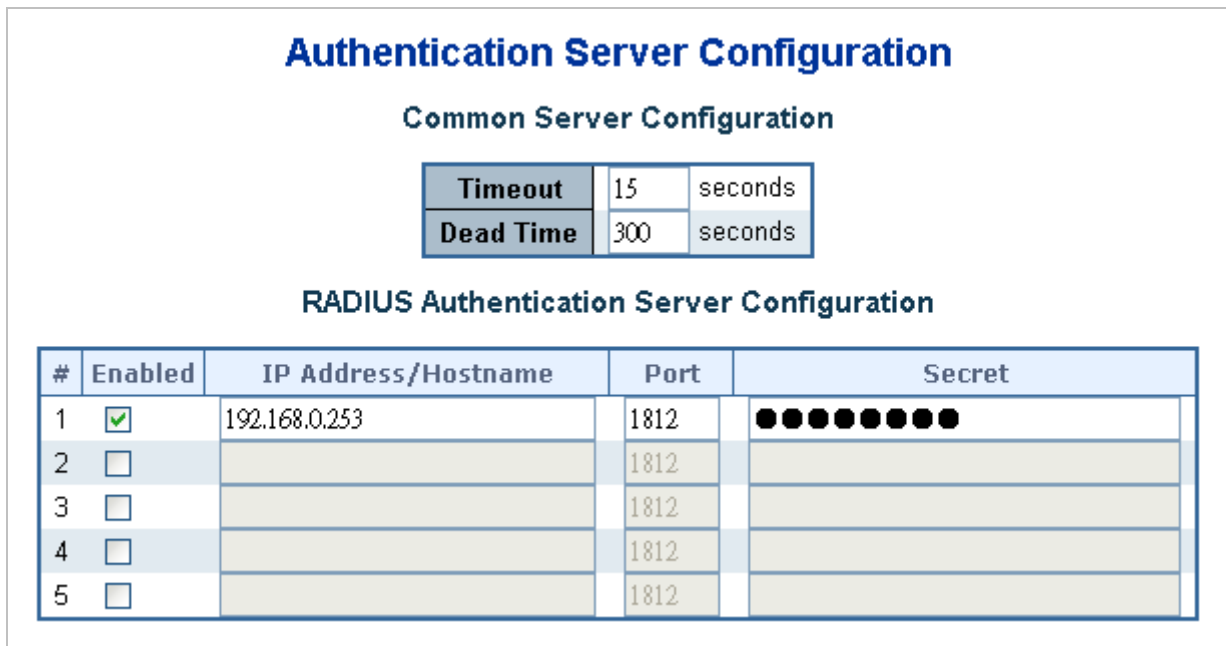 Authentication Server Configuration
Common Server Configuration
Timeout 15 seconds
Dead Time 300 seconds
RADIUS Authentication Server Configuration
# Enabled IP Address/Hostname Port Secret
1 192.168.0.253 1812 ●●●●●●●●
2 1812
3 1812
4 1812
5 1812